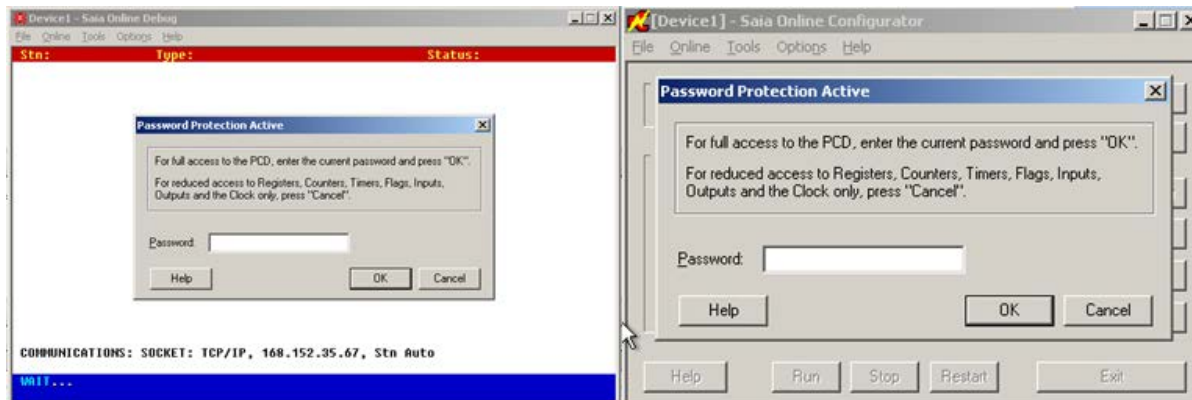 Device1 - Saia Online Debug
File Online Tools Options Help
Stn: Type: Status:
Password Protection Active
For full access to the PCD, enter the current password and press "OK".
For reduced access to Registers, Counters, Timers, Flags, Inputs,
Outputs and the Clock only, press "Cancel".
Password:
Help OK Cancel
COMMUNICATIONS: SOCKET: TCP/IP, 168.152.35.67, Stn Auto
WAIT...
[Device1] - Saia Online Configurator
File Online Tools Options Help
Password Protection Active
For full access to the PCD, enter the current password and press "OK".
For reduced access to Registers, Counters, Timers, Flags, Inputs,
Outputs and the Clock only, press "Cancel".
Password:
Help OK Cancel
Help Run Stop Restart Exit